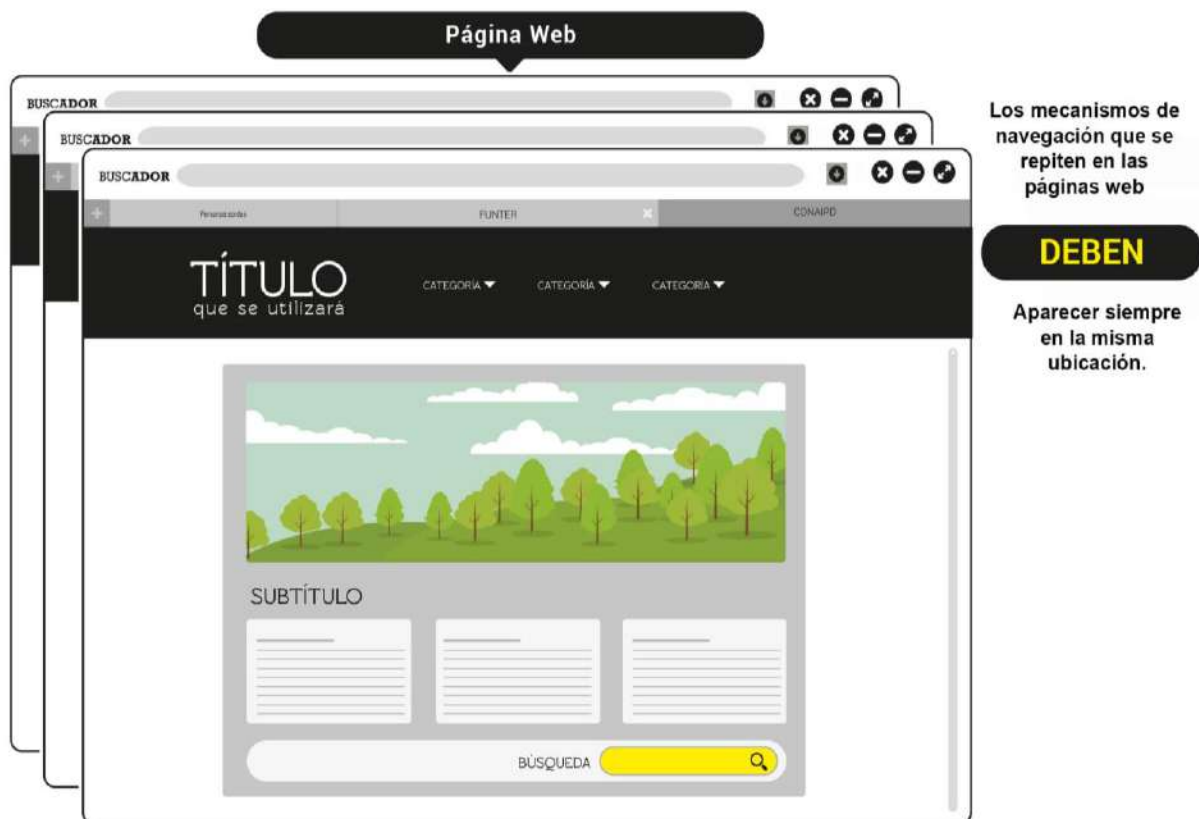 Página Web
BUSCADOR
BUSCADOR
BUSCADOR
FUNTER
CONAIPD
TÍTULO
que se utilizará
CATEGORÍA
CATEGORÍA
CATEGORÍA
SUBTÍTULO
BÚSQUEDA
Los mecanismos de
navegación que se
repiten en las
páginas web
DEBEN
Aparecer siempre
en la misma
ubicación.